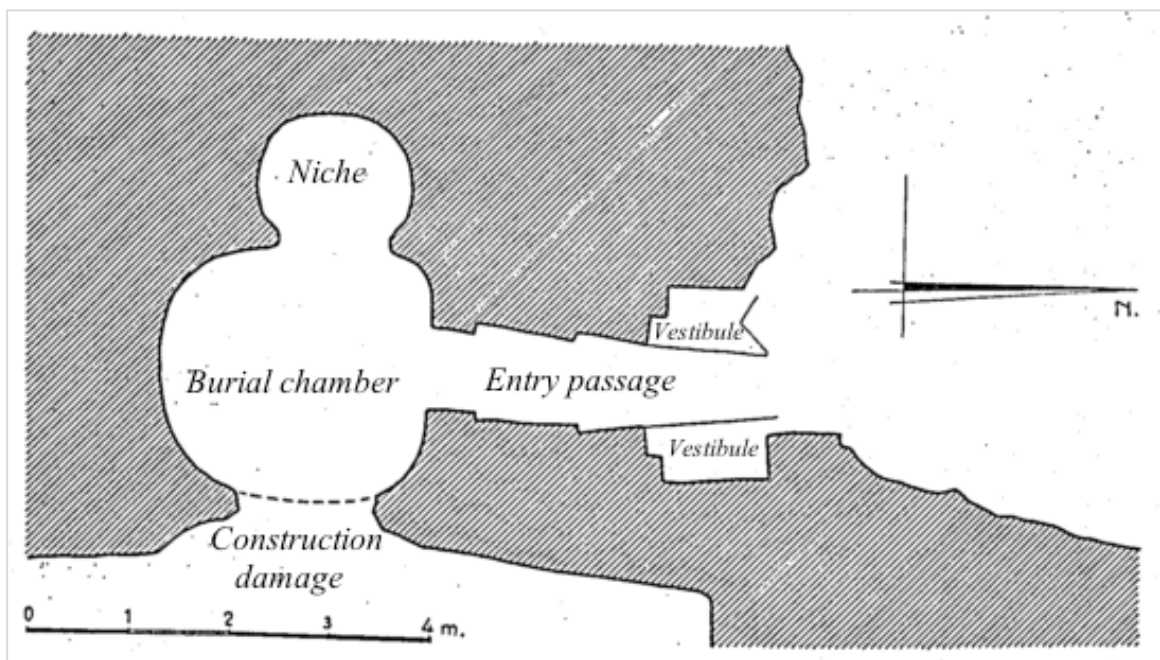 Niche
Vestibule
N.
Burial chamber
Entry passage
Vestibule
Construction
damage
0 1 2 3 4 m.